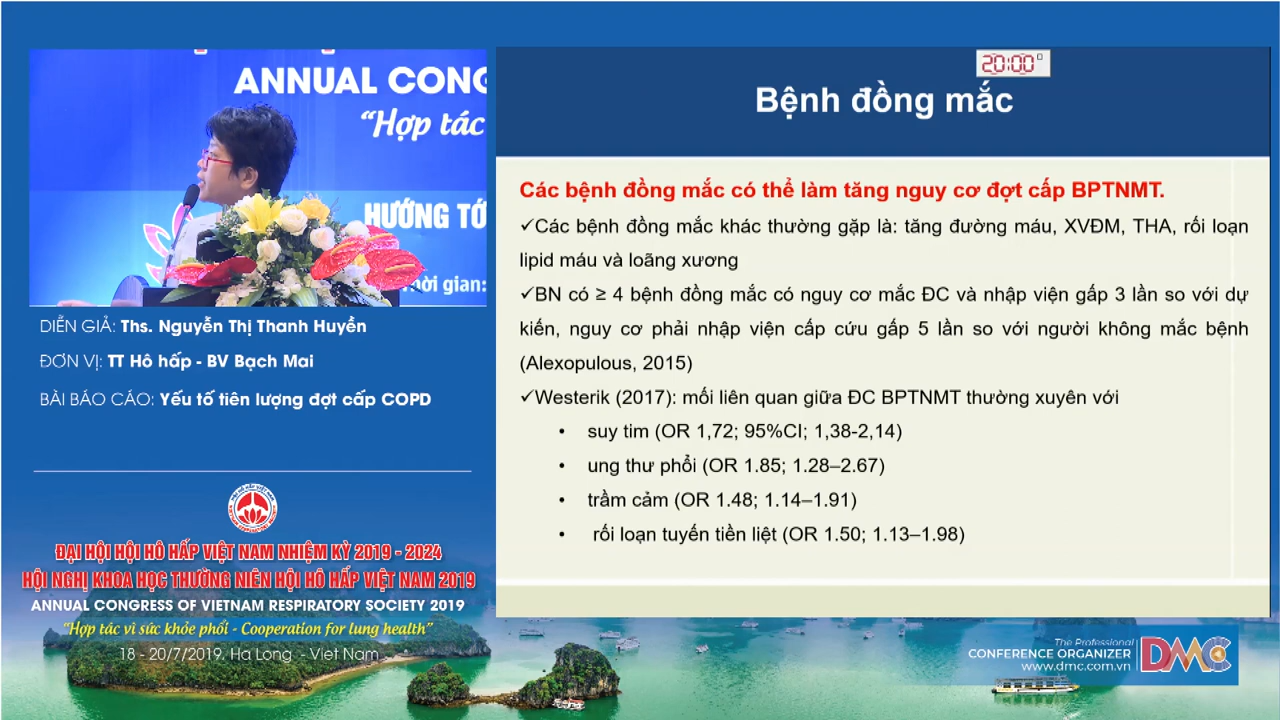 ANNUAL CONG
“Hợp tác
HƯỚNG TỚ
hời gian:
DIỄN GIẢ: Ths. Nguyễn Thị Thanh Huyền
ĐƠN VỊ: TT Hô hấp - BV Bạch Mai
BÀI BÁO CÁO: Yếu tố tiên lượng đợt cấp COPD
ĐẠI HỘI HỘI HÔ HẤP VIỆT NAM NHIỆM KỲ 2019 - 2024
HỘI NGHỊ KHOA HỌC THƯỜNG NIÊN HỘI HÔ HẤP VIỆT NAM 2019
ANNUAL CONGRESS OF VIETNAM RESPIRATORY SOCIETY 2019
“Hợp tác vì sức khỏe phổi - Cooperation for lung health”
18 - 20/7/2019. Ha Long - Viet Nam
20:00
Bệnh đồng mắc
Các bệnh đồng mắc có thể làm tăng nguy cơ đợt cấp BPTNMT.
✓Các bệnh đồng mắc khác thường gặp là: tăng đường máu, XVĐM, THA, rối loạn
lipid máu và loãng xương
✓BN có ≥ 4 bệnh đồng mắc có nguy cơ mắc ĐC và nhập viện gấp 3 lần so với dự
kiến, nguy cơ phải nhập viện cấp cứu gấp 5 lần so với người không mắc bệnh
(Alexopulous, 2015)
✓Westerik (2017): mối liên quan giữa ĐC BPTNMT thường xuyên với
• suy tim (OR 1,72; 95%CI; 1,38-2,14)
• ung thư phổi (OR 1.85; 1.28–2.67)
• trầm cảm (OR 1.48; 1.14–1.91)
• rối loạn tuyến tiền liệt (OR 1.50; 1.13–1.98)
The Professional
CONFERENCE ORGANIZER
www.dmc.com.vn
DMC